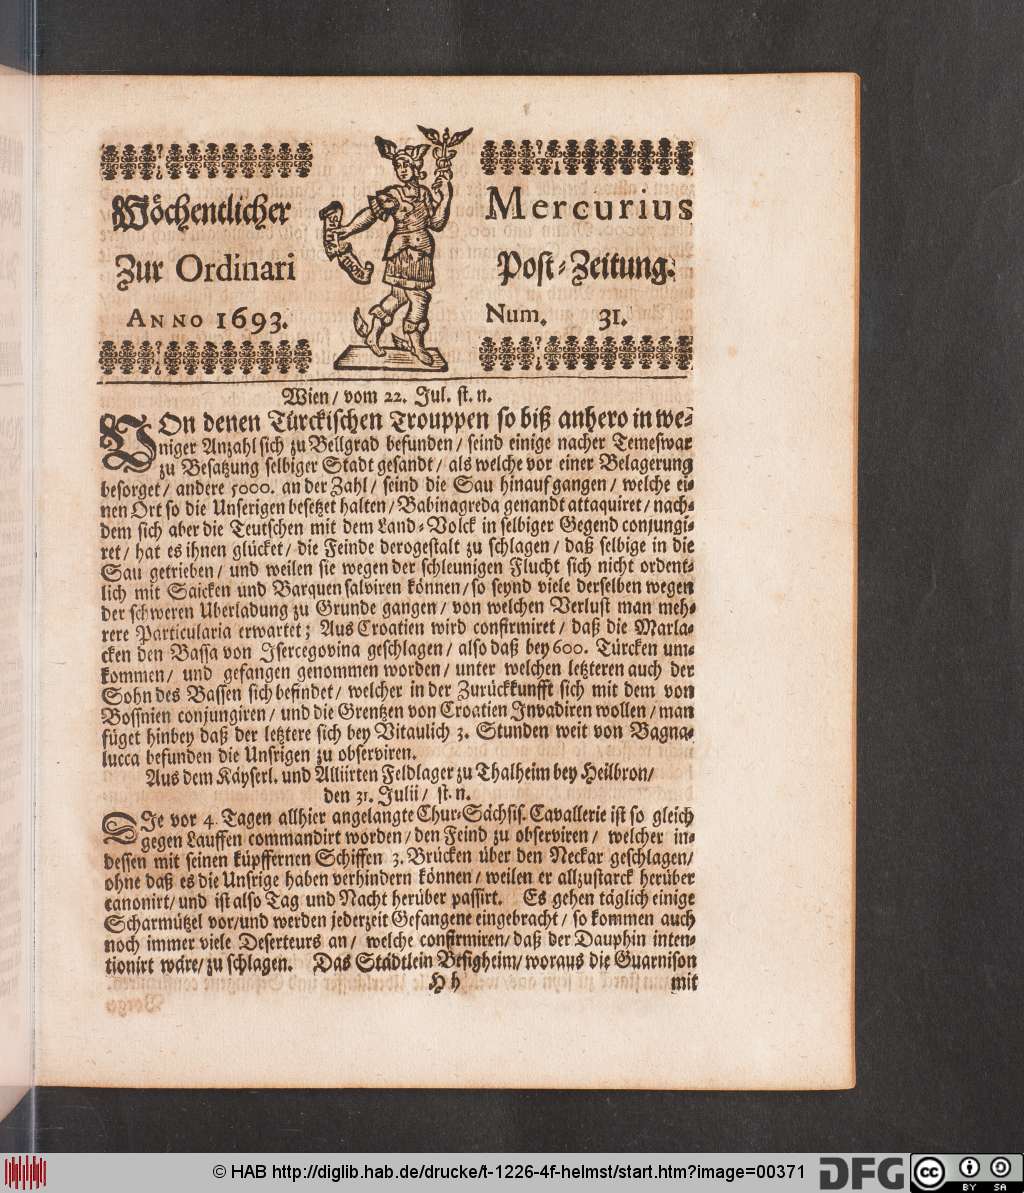 Wöchentlicher Mercurius
Zur Ordinari Post-Zeitung.
ANNO 1693. Num. 31.
Wien/ vom 22. Jul. st. n.
VOn denen Türckischen Trouppen so biß anhero in we-
niger Anzahl sich zu Bellgrad befunden/ seind einige nacher Temeswar
zu Besatzung selbiger Stadt gesandt/ als welche vor einer Belagerung
besorget/ andere 5000. an der Zahl/ seind die Sau hinauf gangen/ welche ei-
nen Ort so die Unserigen besetzet halten/ Babinagreda genandt attaquiret/ nach-
dem sich aber die Teutschen mit dem Land-Volck in selbiger Gegend conjungi-
ret/ hat es ihnen glücket/ die Feinde derogestalt zu schlagen/ daß selbige in die
Sau getrieben/ und weilen sie wegen der schleunigen Flucht sich nicht ordent-
lich mit Saicken und Barquen salviren können/ so seynd viele derselben wegen
der schweren Uberladung zu Grunde gangen/ von welchen Verlust man meh-
rere Particularia erwartet; Aus Croatien wird confirmiret/ daß die Marla-
cken den Bassa von Isercegovina geschlagen/ also daß bey 600. Türcken um-
kommen/ und gefangen genommen worden/ unter welchen letzteren auch der
Sohn des Bassen sich befindet/ welcher in der Zurückkunfft sich mit dem von
Bossnien conjungiren/ und die Grentzen von Croatien Invadiren wollen/ man
füget hinbey daß der letztere sich bey Vitaulich 3. Stunden weit von Bagna-
lucca befunden die Unsrigen zu observiren.
Aus dem Käyserl. und Alliirten Feldlager zu Thalheim bey Heilbron/
den 31. Julii/ st. n.
DIe vor 4. Tagen allhier angelangte Chur-Sächsis. Cavallerie ist so gleich
gegen Lauffen commandirt worden/ den Feind zu observiren/ welcher in-
dessen mit seinen küpffernen Schiffen 3. Brücken über den Neckar geschlagen/
ohne daß es die Unsrige haben verhindern können/ weilen er allzustarck herüber
canonirt/ und ist also Tag und Nacht herüber passirt. Es gehen täglich einige
Scharmützel vor/ und werden jederzeit Gefangene eingebracht/ so kommen auch
noch immer viele Deserteurs an/ welche confirmiren/ daß der Dauphin inten-
tionirt wäre/ zu schlagen. Das Städtlein Besigheim/ woraus die Guarnison
H h mit
© HAB http://diglib.hab.de/drucke/t-1226-4f-helmst/start.htm?image=00371
DFG
cc BY SA